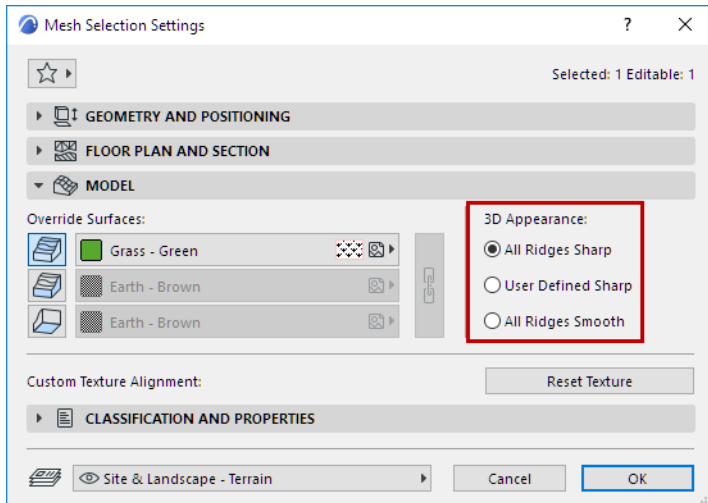 Mesh Selection Settings
?
Selected: 1 Editable: 1
GEOMETRY AND POSITIONING
FLOOR PLAN AND SECTION
MODEL
Override Surfaces:
3D Appearance:
Grass - Green
All Ridges Sharp
Earth - Brown
User Defined Sharp
Earth - Brown
All Ridges Smooth
Custom Texture Alignment:
Reset Texture
CLASSIFICATION AND PROPERTIES
Site & Landscape - Terrain
Cancel
OK